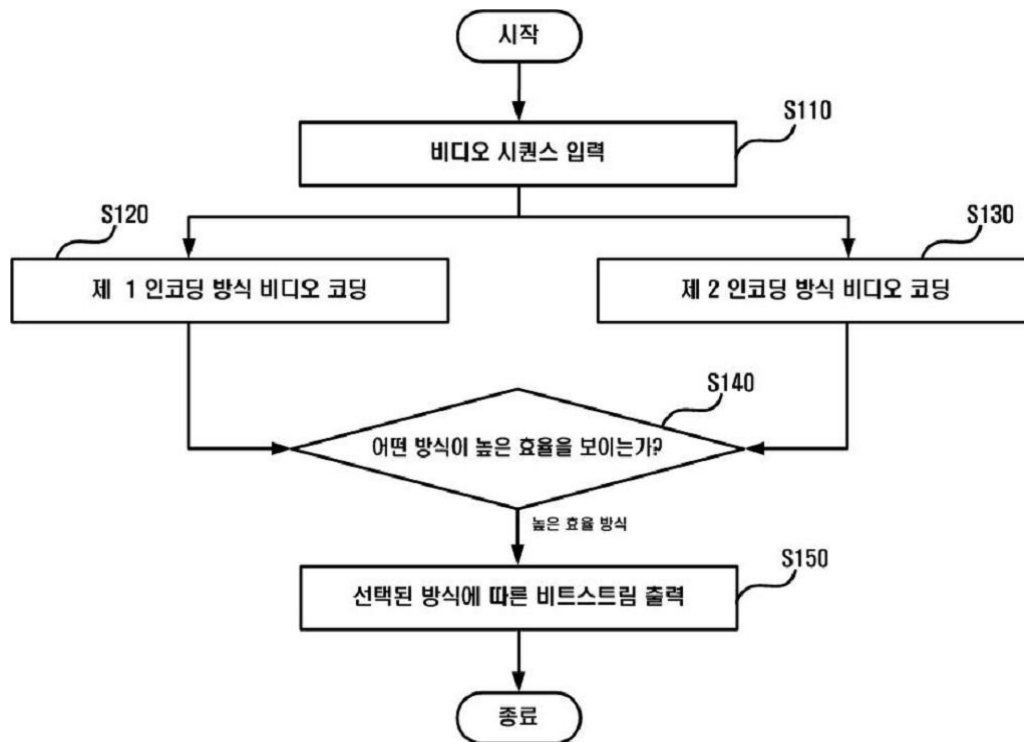 시작
S110
비디오 시퀀스 입력
S120
S130
제 1 인코딩 방식 비디오 코딩
제 2 인코딩 방식 비디오 코딩
S140
어떤 방식이 높은 효율을 보이는가?
높은 효율 방식
S150
선택된 방식에 따른 비트스트림 출력
종료